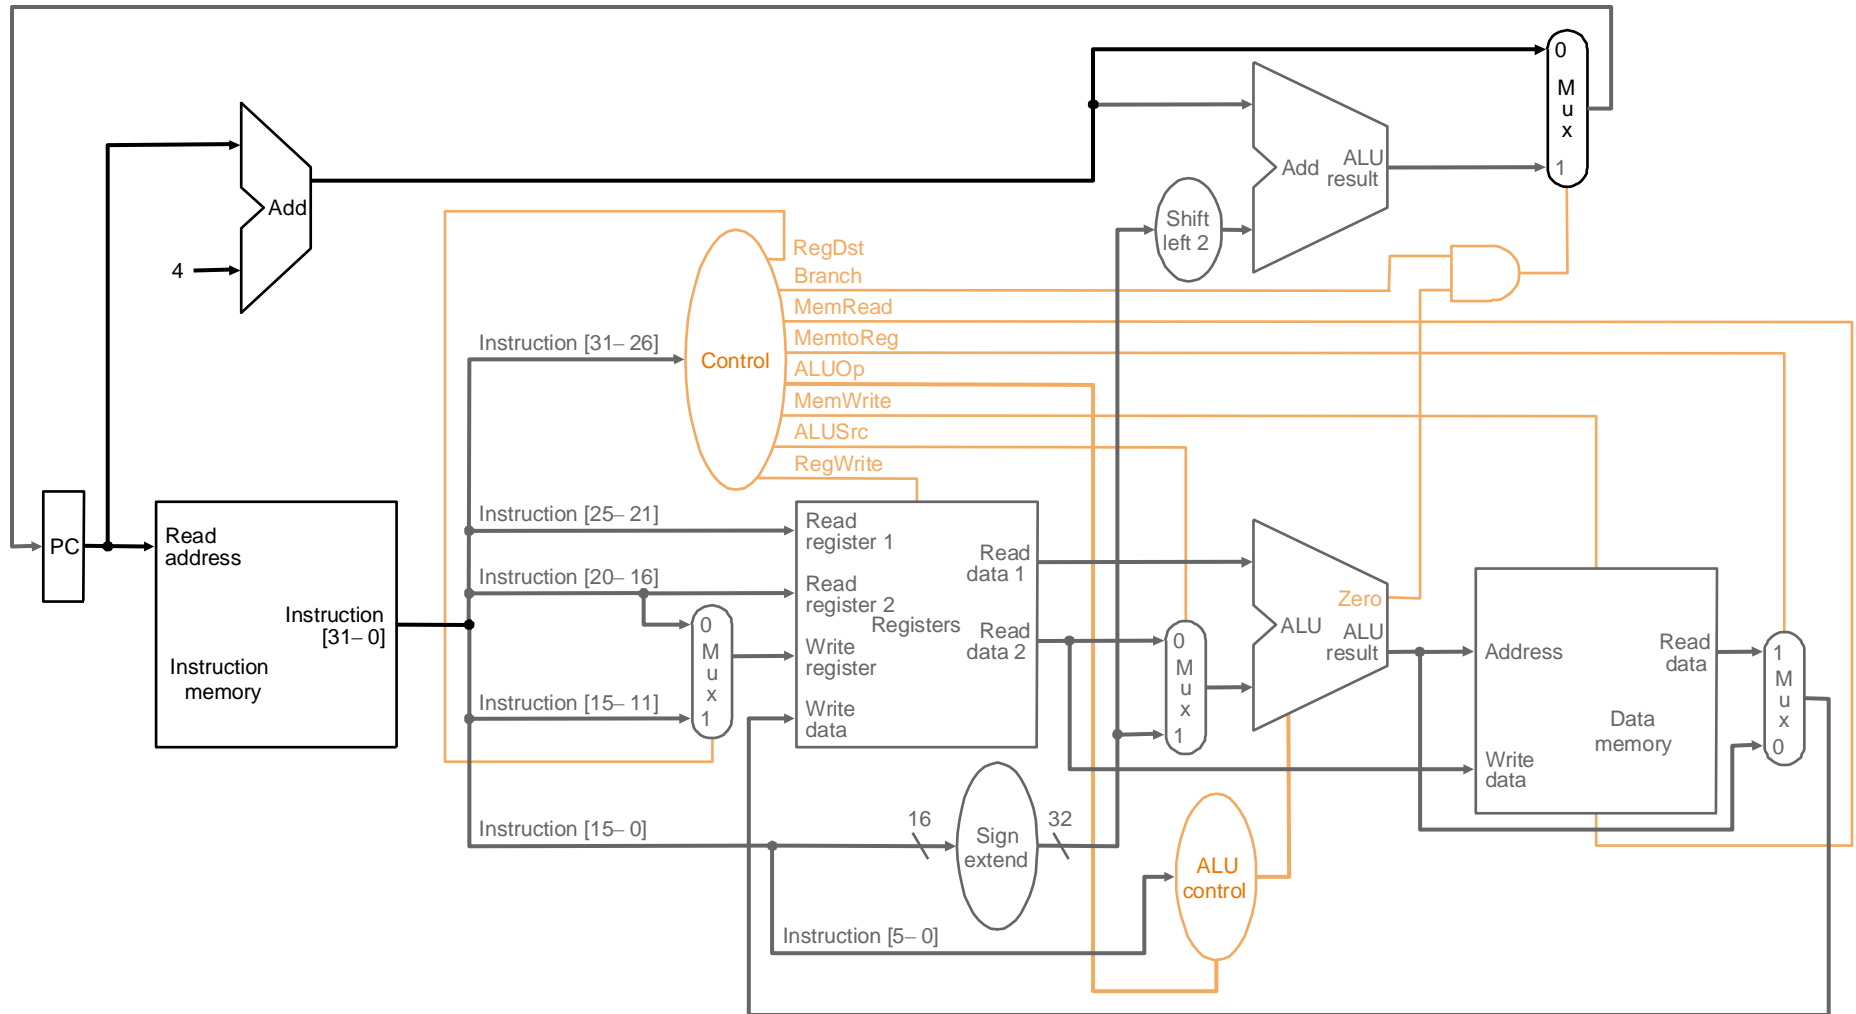 0
M
u
x
1
Add
ALU
result
Shift
left 2
Add
4
RegDst
Branch
MemRead
MemtoReg
ALUOp
MemWrite
ALUSrc
RegWrite
Control
Instruction [31– 26]
Instruction [25– 21]
Instruction [20– 16]
Instruction [15– 11]
Instruction [15– 0]
Instruction [5– 0]
PC
Read
address
Instruction
[31– 0]
Instruction
memory
0
M
u
x
1
Read
register 1
Read
register 2
Registers
Write
register
Write
data
Read
data 1
Read
data 2
0
M
u
x
1
Zero
ALU
ALU
result
Address
Read
data
Data
memory
Write
data
1
M
u
x
0
16
Sign
extend
32
ALU
control